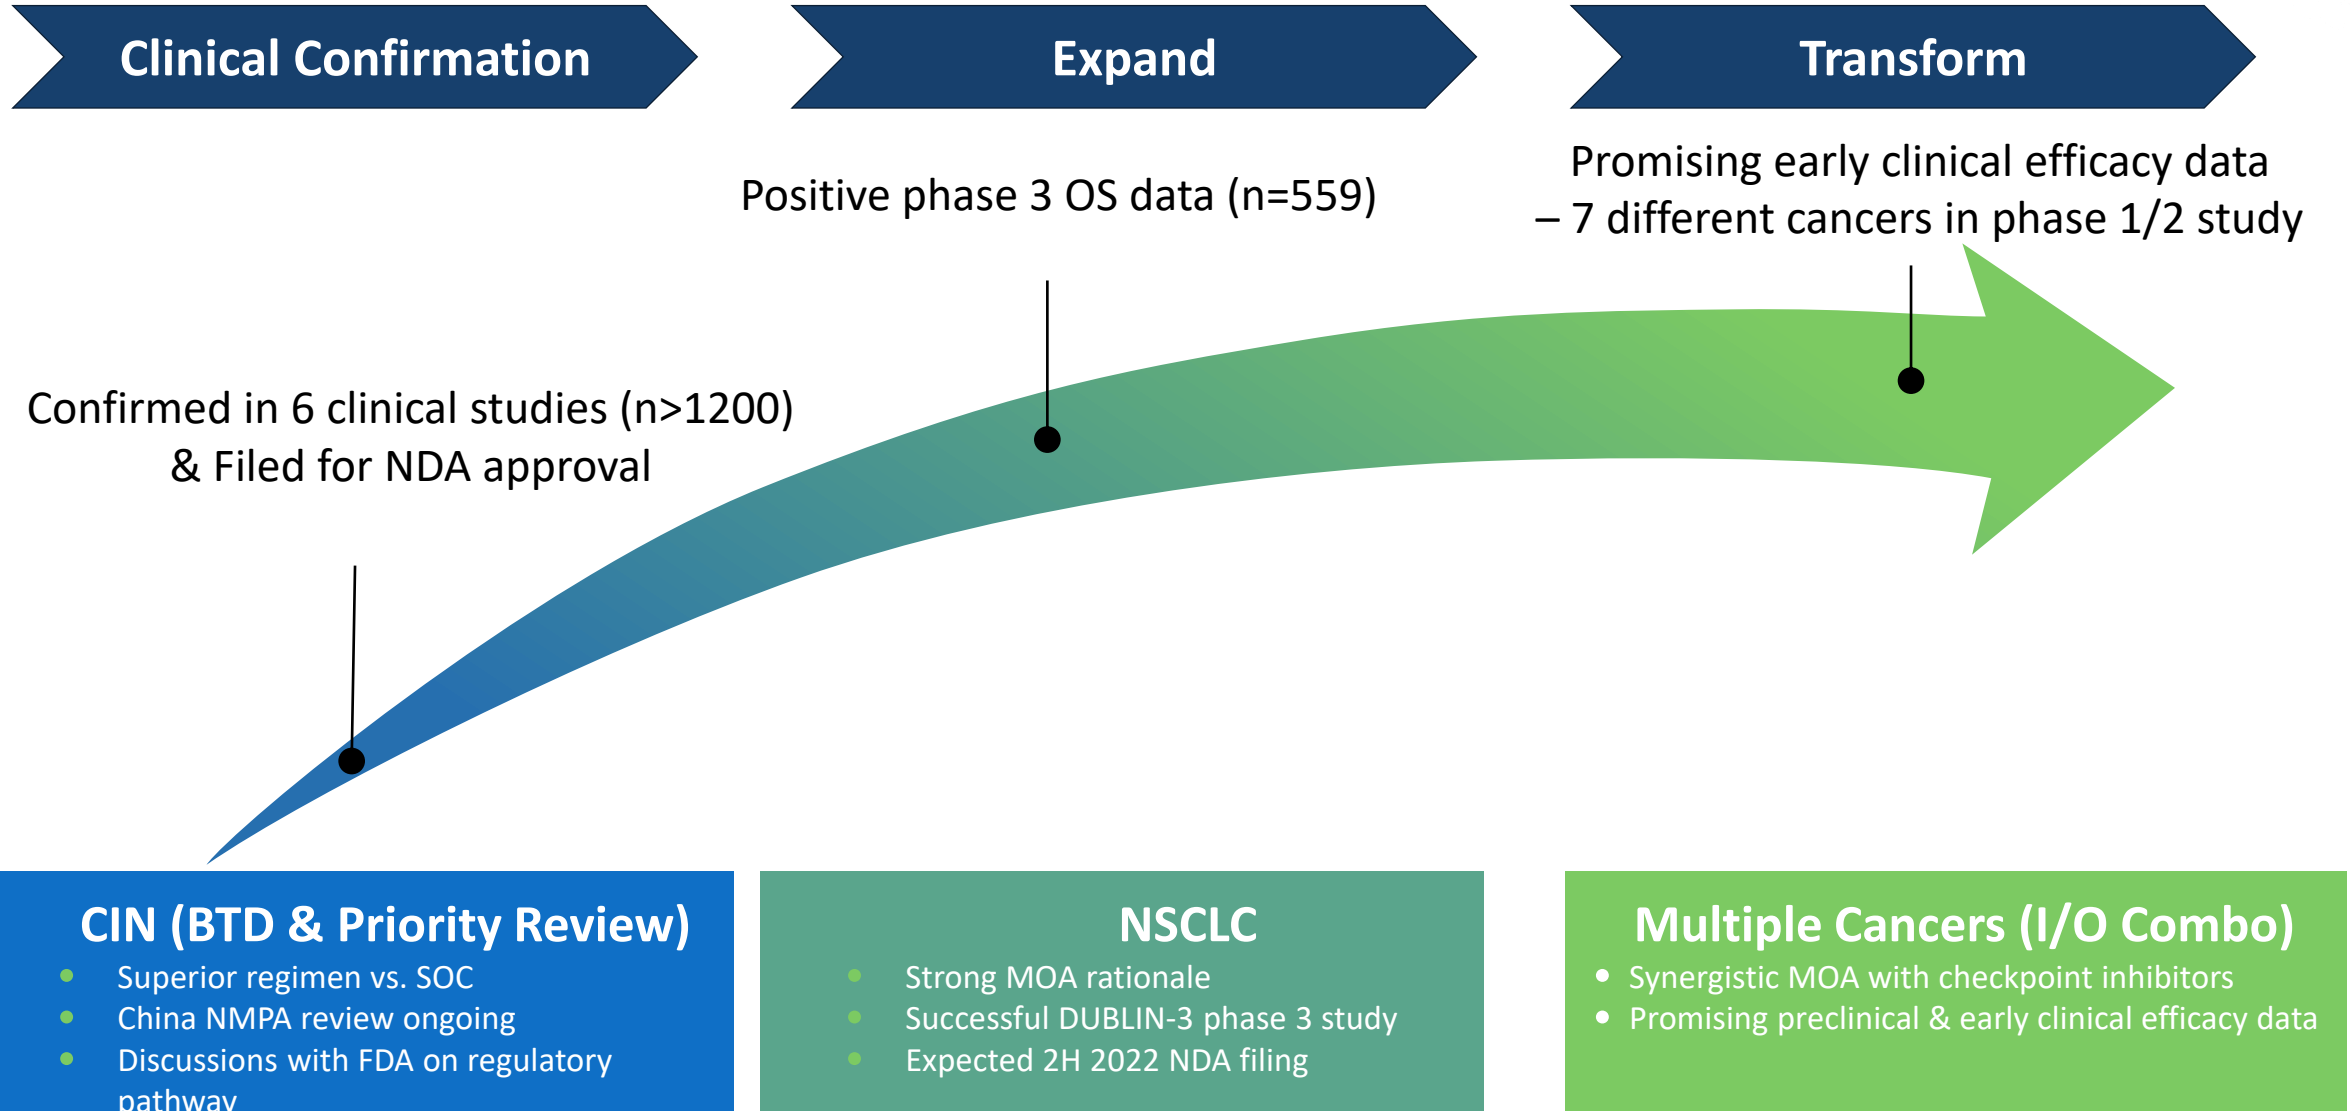 Clinical Confirmation
Expand
Transform
Confirmed in 6 clinical studies (n>1200)
& Filed for NDA approval
Positive phase 3 OS data (n=559)
Promising early clinical efficacy data
– 7 different cancers in phase 1/2 study
CIN (BTD & Priority Review)
• Superior regimen vs. SOC
• China NMPA review ongoing
• Discussions with FDA on regulatory
pathway
NSCLC
• Strong MOA rationale
• Successful DUBLIN-3 phase 3 study
• Expected 2H 2022 NDA filing
Multiple Cancers (I/O Combo)
• Synergistic MOA with checkpoint inhibitors
• Promising preclinical & early clinical efficacy data